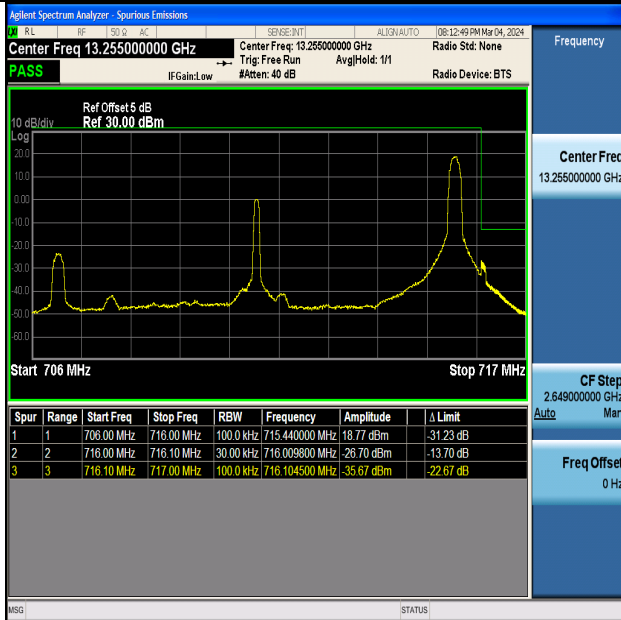 Agilent Spectrum Analyzer - Spurious Emissions
LXI RL RF 50 Ω AC SENSE:INT ALIGN AUTO 08:12:49 PM Mar 04, 2024
Center Freq 13.255000000 GHz
Center Freq: 13.255000000 GHz
Radio Std: None
Trig: Free Run Avg|Hold: 1/1
PASS
IFGain:Low
#Atten: 40 dB
Radio Device: BTS
Ref Offset 5 dB
10 dB/div Ref 30.00 dBm
Log
20.0
10.0
0.00
-10.0
-20.0
-30.0
-40.0
-50.0
-60.0
Start 706 MHz Stop 717 MHz
Spur Range Start Freq Stop Freq RBW Frequency Amplitude Δ Limit
1 1 706.00 MHz 716.00 MHz 100.0 kHz 715.440000 MHz 18.77 dBm -31.23 dB
2 2 716.00 MHz 716.10 MHz 30.00 kHz 716.009800 MHz -26.70 dBm -13.70 dB
3 3 716.10 MHz 717.00 MHz 100.0 kHz 716.104500 MHz -35.67 dBm -22.67 dB
MSG STATUS
Frequency
Center Freq
13.255000000 GHz
CF Step
2.649000000 GHz
Auto Man
Freq Offset
0 Hz